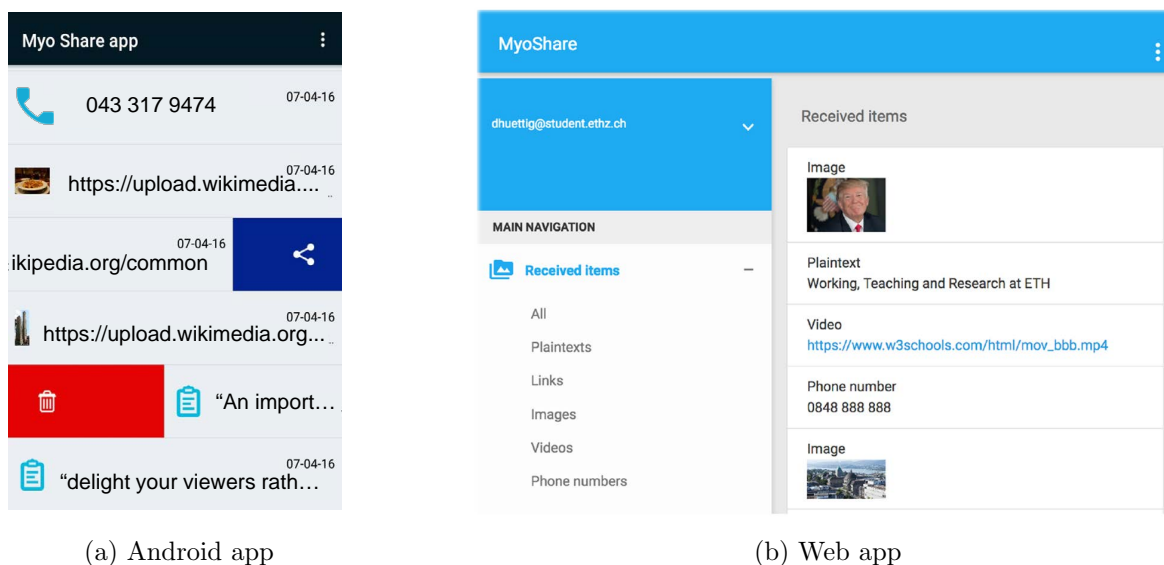 Myo Share app
043 317 9474
07-04-16
https://upload.wikimedia....
07-04-16
ikipedia.org/common
07-04-16
https://upload.wikimedia.org...
07-04-16
“An import…
“delight your viewers rath…
07-04-16
(a) Android app
MyoShare
dhuettig@student.ethz.ch
MAIN NAVIGATION
Received items
All
Plaintexts
Links
Images
Videos
Phone numbers
Received items
Image
Plaintext
Working, Teaching and Research at ETH
Video
https://www.w3schools.com/html/mov_bbb.mp4
Phone number
0848 888 888
Image
(b) Web app